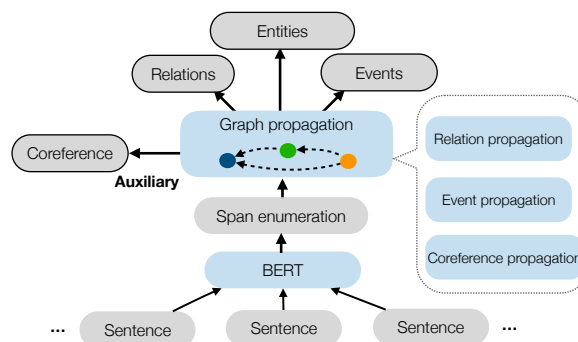 Entities
Relations
Events
Graph propagation
Coreference
Auxiliary
Relation propagation
Event propagation
Coreference propagation
Span enumeration
BERT
... Sentence Sentence Sentence ...